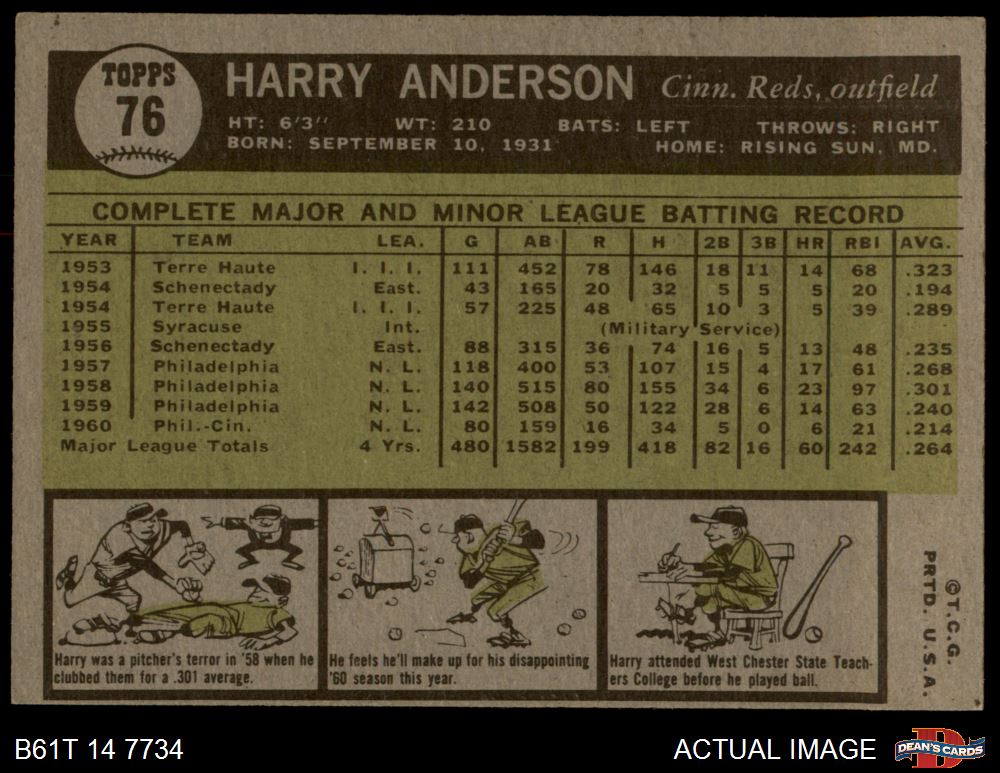 TOPPS
76
HARRY ANDERSON Cinn. Reds, outfield
HT: 6'3" WT: 210 BATS: LEFT THROWS: RIGHT
BORN: SEPTEMBER 10, 1931 HOME: RISING SUN, MD.
COMPLETE MAJOR AND MINOR LEAGUE BATTING RECORD
YEAR TEAM LEA. G AB R H 2B 3B HR RBI AVG.
1953 Terre Haute I. I. I. 111 452 78 146 18 11 14 68 .323
1954 Schenectady East. 43 165 20 32 5 5 5 20 .194
1954 Terre Haute I. I. I. 57 225 48 65 10 3 5 39 .289
1955 Syracuse Int. (Military Service)
1956 Schenectady East. 88 315 36 74 16 5 13 48 .235
1957 Philadelphia N. L. 118 400 53 107 15 4 17 61 .268
1958 Philadelphia N. L. 140 515 80 155 34 6 23 97 .301
1959 Philadelphia N. L. 142 508 50 122 28 6 14 63 .240
1960 Phil.-Cin. N. L. 80 159 16 34 5 0 6 21 .214
Major League Totals 4 Yrs. 480 1582 199 418 82 16 60 242 .264
Harry was a pitcher's terror in '58 when he
clubbed them for a .301 average.
He feels he'll make up for his disappointing
'60 season this year.
Harry attended West Chester State Teach-
ers College before he played ball.
©T.C.G.
PRTD. U.S.A.
B61T 14 7734 ACTUAL IMAGE
DEAN'S CARDS